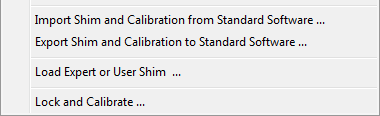 Import Shim and Calibration from Standard Software ...
Export Shim and Calibration to Standard Software ...
Load Expert or User Shim ...
Lock and Calibrate ...